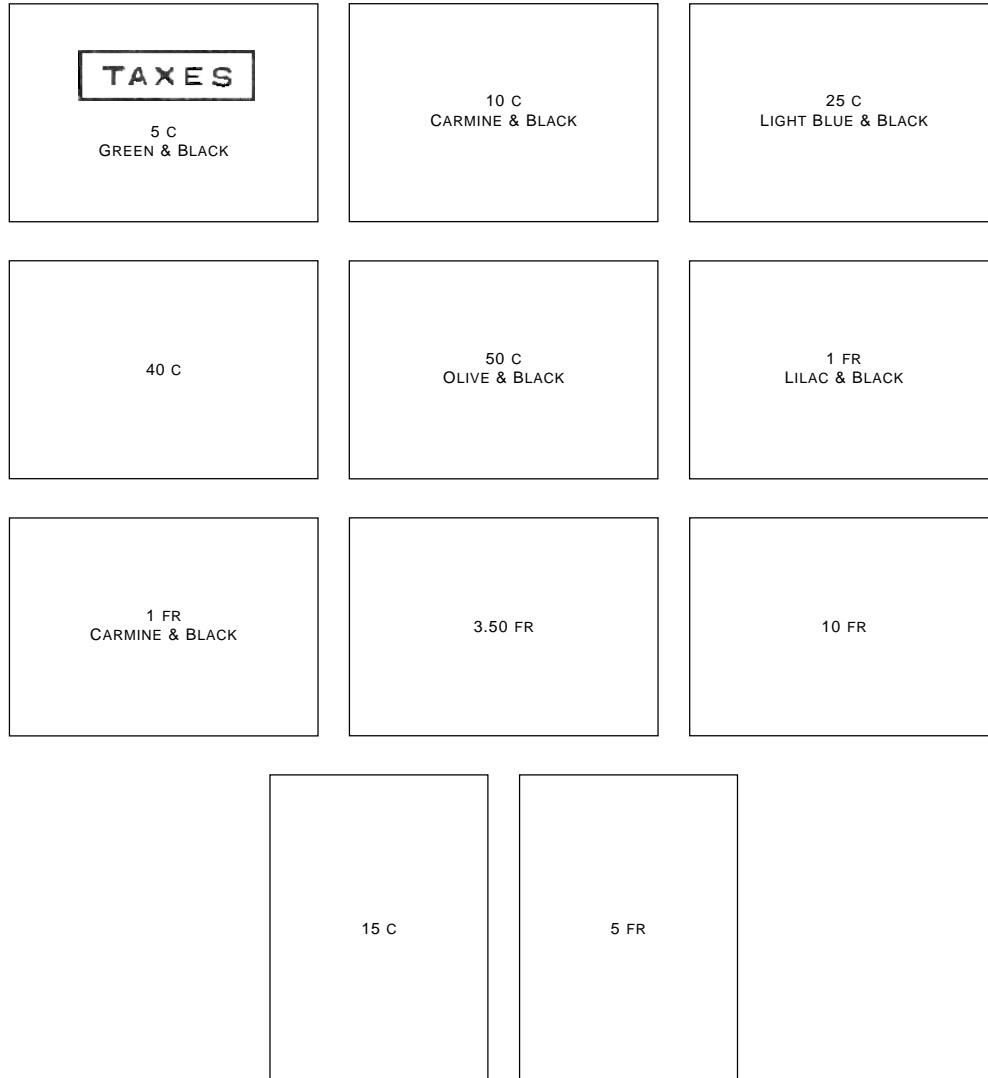 TAXES
5 C
GREEN & BLACK
10 C
CARMINE & BLACK
25 C
LIGHT BLUE & BLACK
40 C
50 C
OLIVE & BLACK
1 FR
LILAC & BLACK
1 FR
CARMINE & BLACK
3.50 FR
10 FR
15 C
5 FR